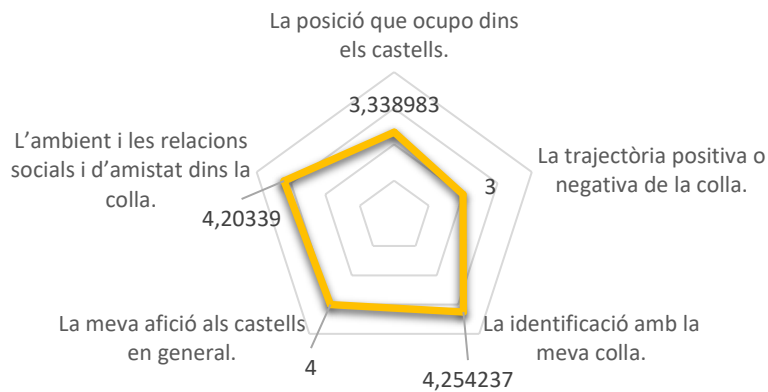 La posició que ocupo dins
els castells.
3,338983
L’ambient i les relacions
socials i d’amistat dins la
colla.
4,20339
La trajectòria positiva o
negativa de la colla.
3
La meva afició als castells
en general.
4
La identificació amb la
meva colla.
4,254237